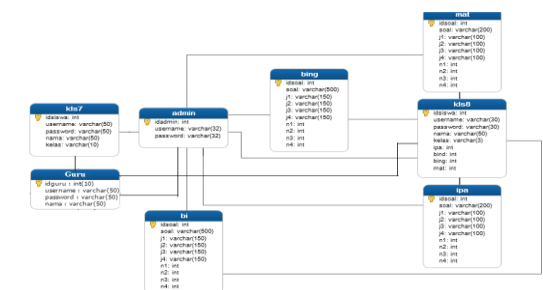 mat
idsoal: int
soal: varchar(200)
j1: varchar(100)
j2: varchar(100)
j3: varchar(100)
j4: varchar(100)
n1: int
n2: int
n3: int
n4: int
bing
idsoal: int
soal: varchar(500)
j1: varchar(150)
j2: varchar(150)
j3: varchar(150)
j4: varchar(150)
n1: int
n2: int
n3: int
n4: int
kls7
idsiswa: int
username: varchar(50)
password: varchar(50)
nama: varchar(50)
kelas: varchar(10)
admin
idadmin: int
username: varchar(32)
password: varchar(32)
kls8
idsiswa: int
username: varchar(30)
password: varchar(30)
nama: varchar(50)
kelas: varchar(3)
ipa: int
bind: int
bing: int
mat: int
Guru
idguru : int(10)
username : varchar(50)
password : varchar(50)
nama : varchar(50)
bi
idsoal: int
soal: varchar(500)
j1: varchar(150)
j2: varchar(150)
j3: varchar(150)
j4: varchar(150)
n1: int
n2: int
n3: int
n4: int
ipa
idsoal: int
soal: varchar(200)
j1: varchar(100)
j2: varchar(100)
j3: varchar(100)
j4: varchar(100)
n1: int
n2: int
n3: int
n4: int